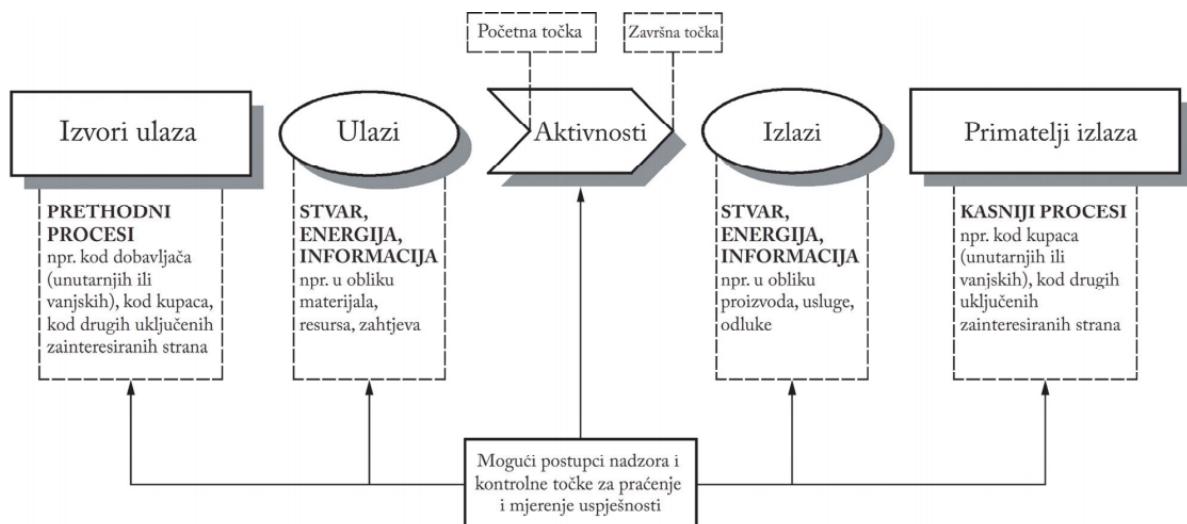 Početna točka
Završna točka
Izvori ulaza
Ulazi
Aktivnosti
Izlazi
Primatelji izlaza
PRETHODNI
PROCESI
npr. kod dobavljača
(unutarnjih ili
vanjskih), kod kupaca,
kod drugih uključenih
zainteresiranih strana
STVAR,
ENERGIJA,
INFORMACIJA
npr. u obliku
materijala,
resursa, zahtjeva
STVAR,
ENERGIJA,
INFORMACIJA
npr. u obliku
proizvoda, usluge,
odluke
KASNIJI PROCESI
npr. kod kupaca
(unutarnjih ili
vanjskih), kod drugih
uključenih
zainteresiranih strana
Mogući postupci nadzora i
kontrolne točke za praćenje
i mjerenje uspješnosti